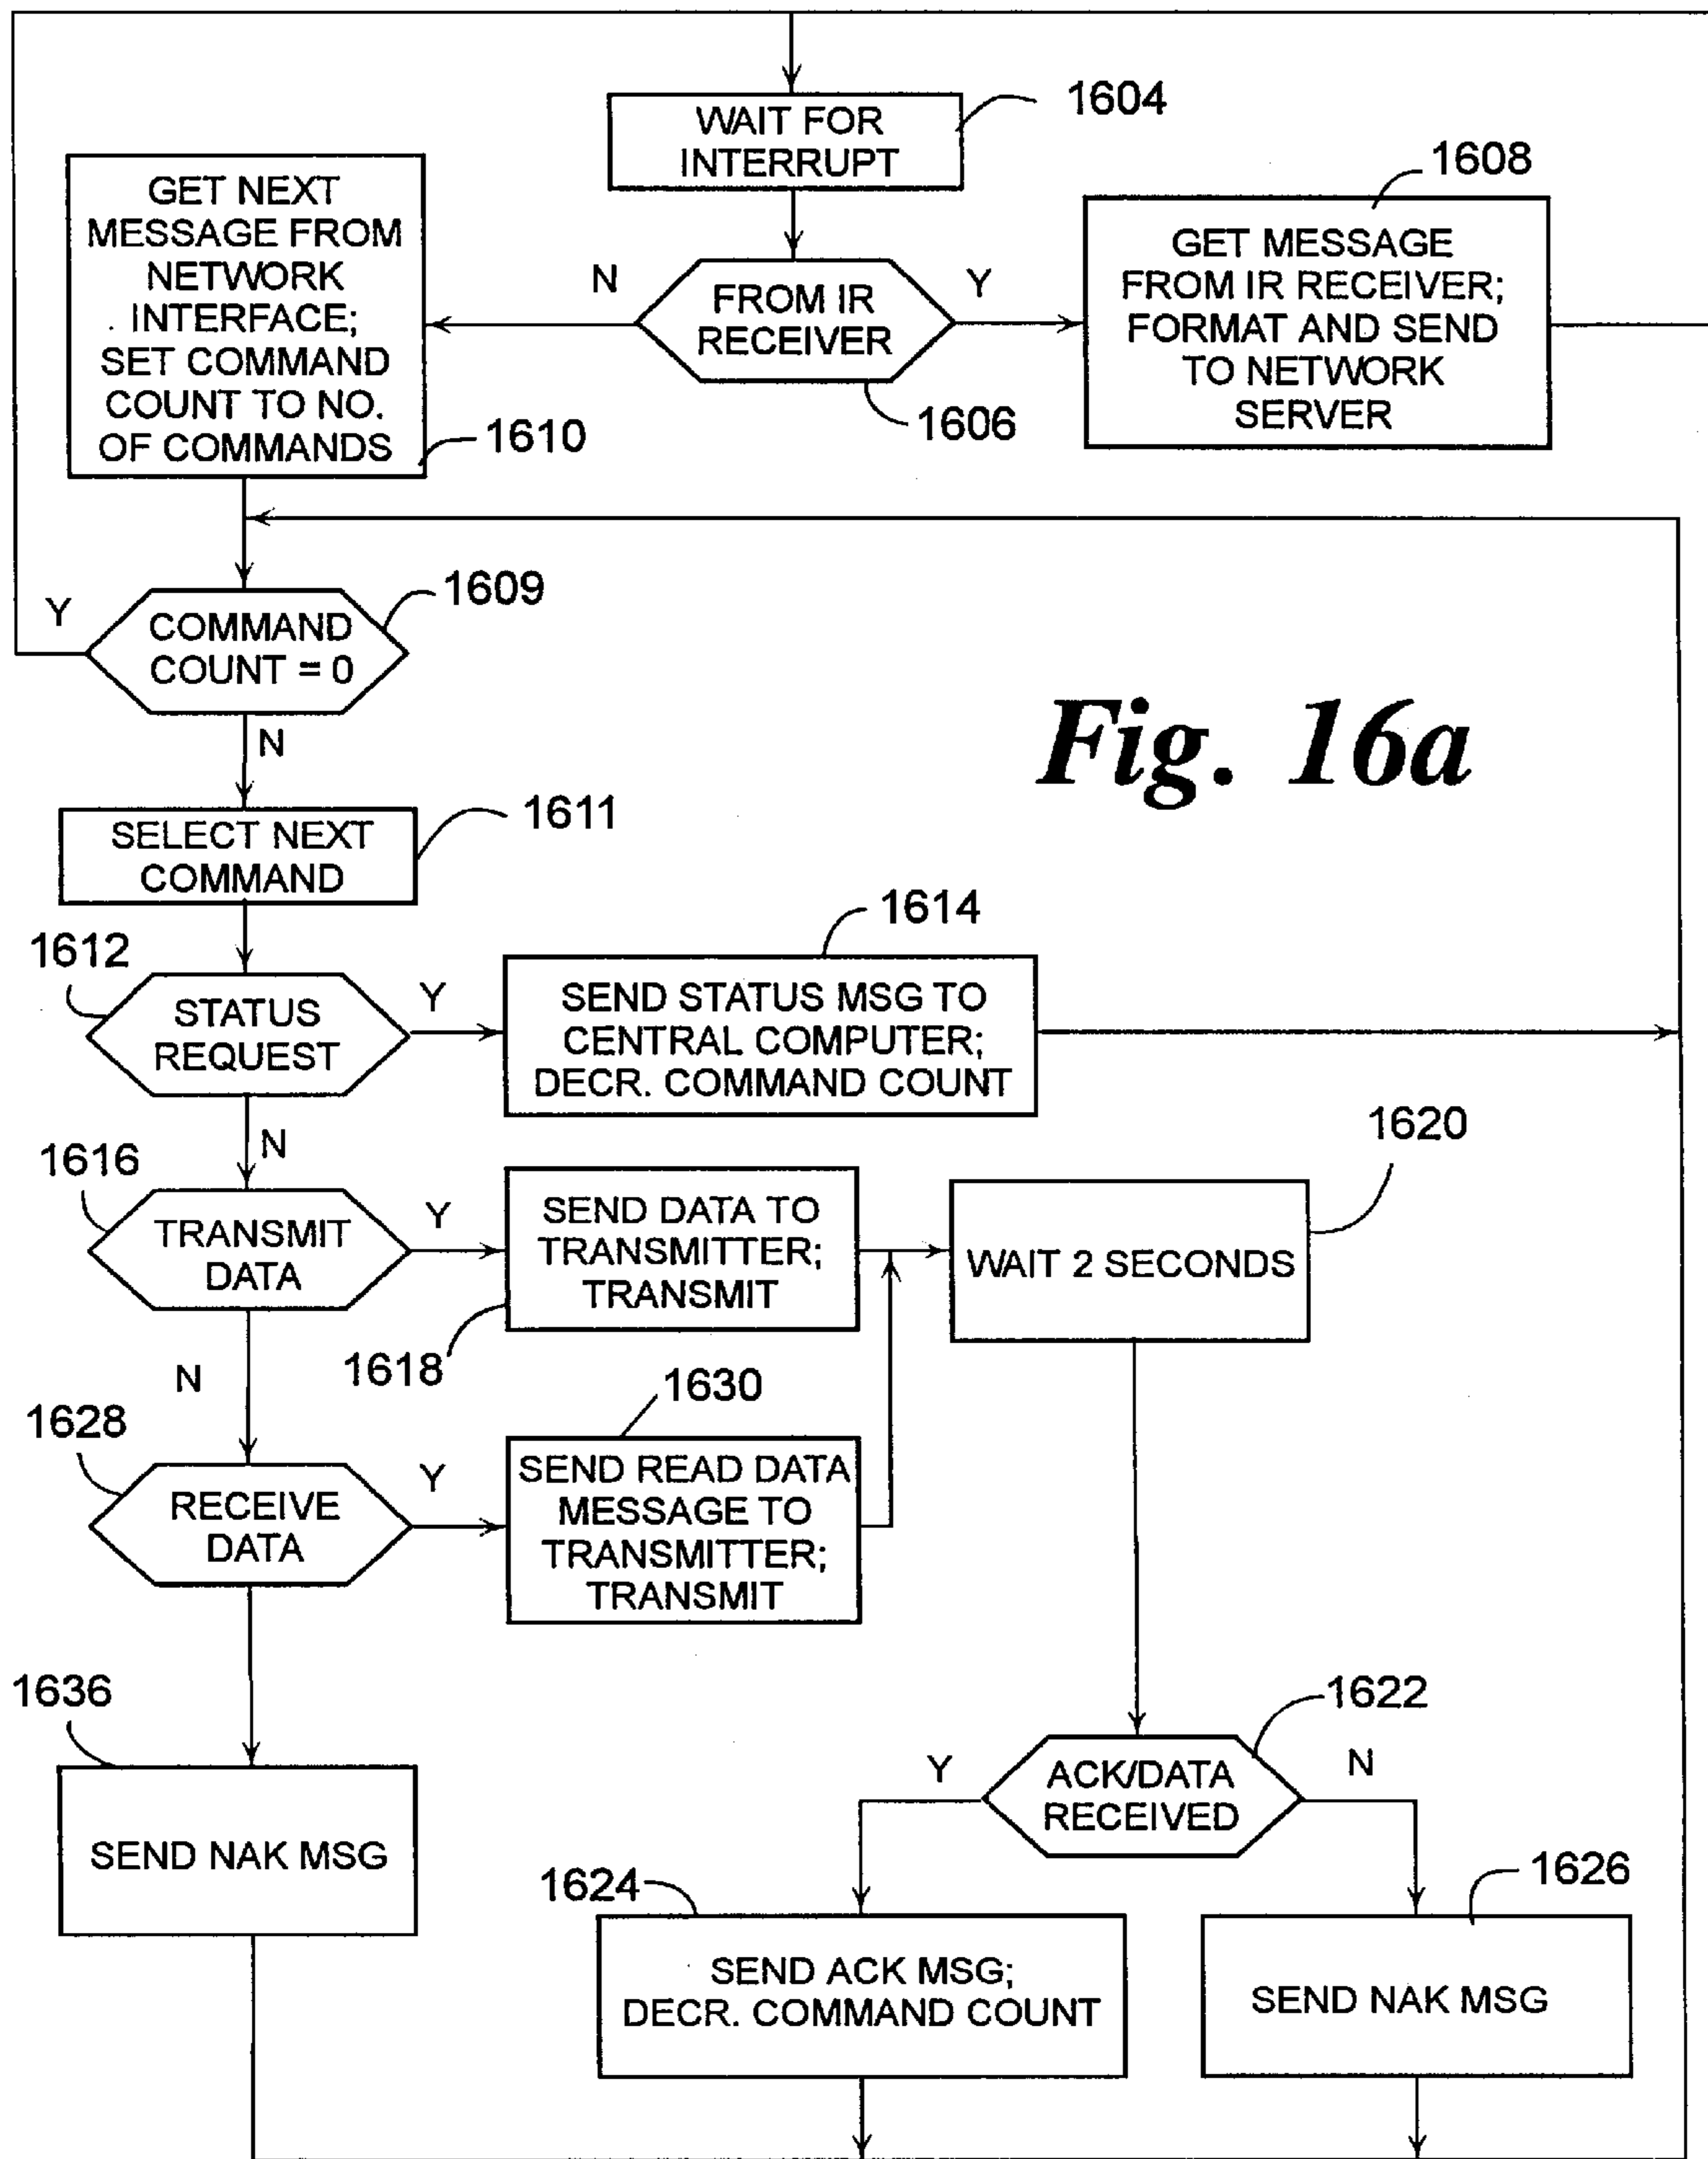 1604
WAIT FOR
INTERRUPT
1608
GET NEXT
MESSAGE FROM
NETWORK
INTERFACE;
SET COMMAND
COUNT TO NO.
OF COMMANDS
1610
N
FROM IR
RECEIVER
Y
1606
GET MESSAGE
FROM IR RECEIVER;
FORMAT AND SEND
TO NETWORK
SERVER
1609
Y
COMMAND
COUNT = 0
N
Fig. 16a
1611
SELECT NEXT
COMMAND
1614
1612
STATUS
REQUEST
Y
SEND STATUS MSG TO
CENTRAL COMPUTER;
DECR. COMMAND COUNT
N
1620
1616
TRANSMIT
DATA
Y
SEND DATA TO
TRANSMITTER;
TRANSMIT
1618
WAIT 2 SECONDS
N
1630
1628
RECEIVE
DATA
Y
SEND READ DATA
MESSAGE TO
TRANSMITTER;
TRANSMIT
1636
SEND NAK MSG
1622
Y
ACK/DATA
RECEIVED
N
1624
SEND ACK MSG;
DECR. COMMAND COUNT
1626
SEND NAK MSG